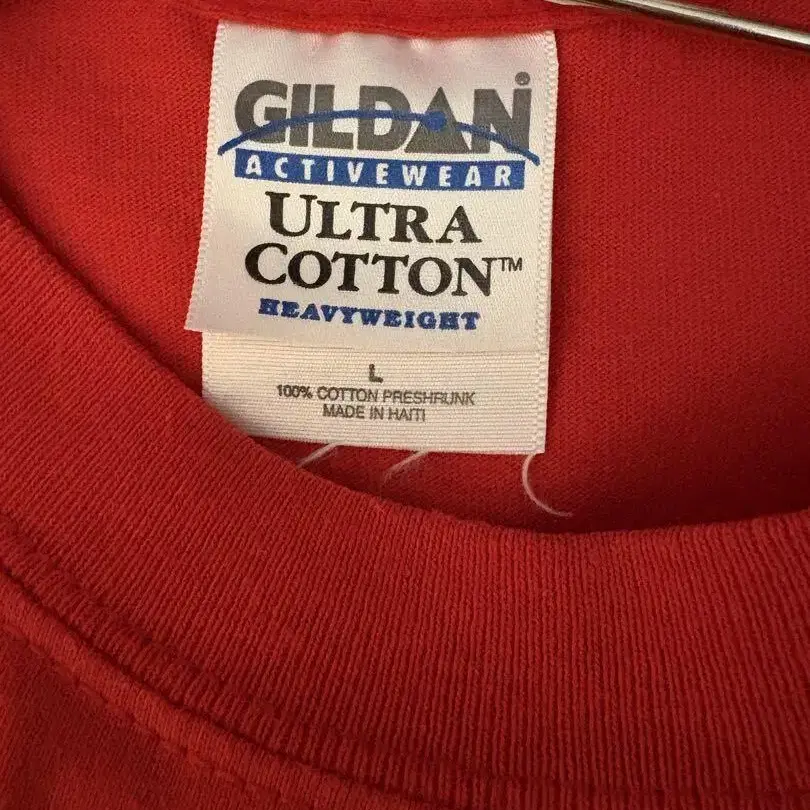 GILDAN®
ACTIVEWEAR
ULTRA
COTTON™
HEAVYWEIGHT
L
100% COTTON PRESHRUNK
MADE IN HAITI